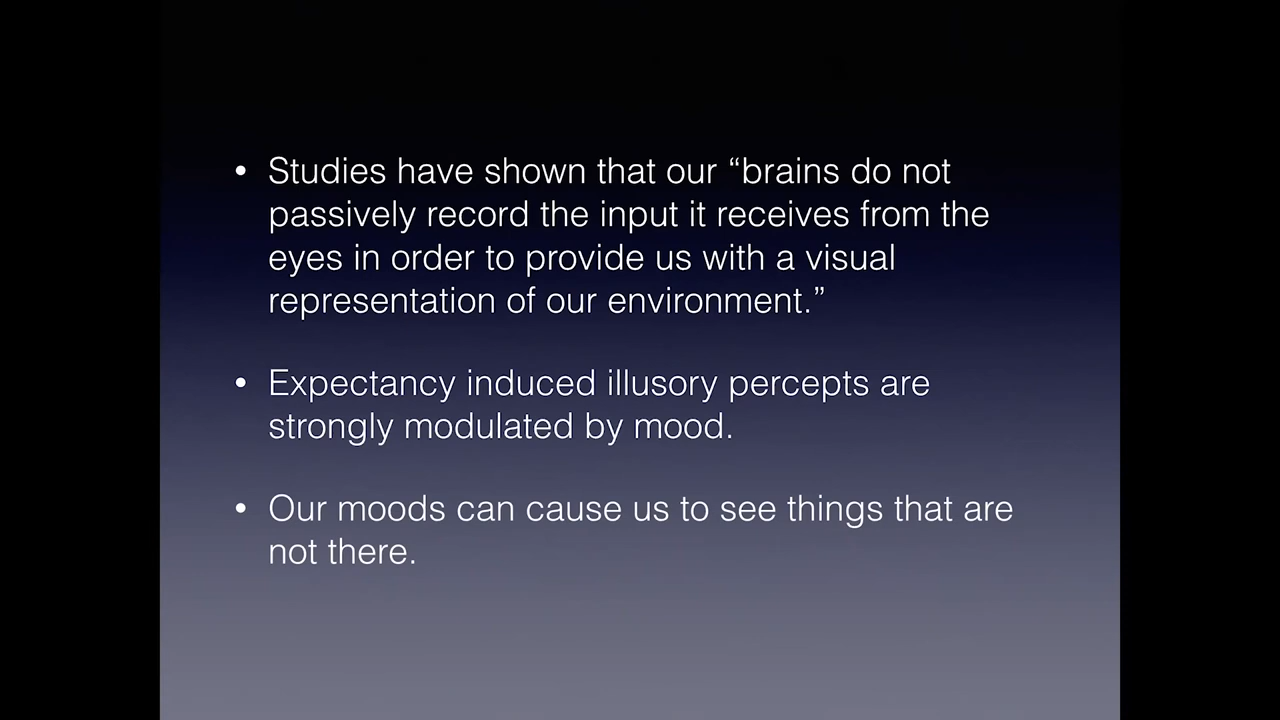 • Studies have shown that our “brains do not
passively record the input it receives from the
eyes in order to provide us with a visual
representation of our environment.”
• Expectancy induced illusory percepts are
strongly modulated by mood.
• Our moods can cause us to see things that are
not there.